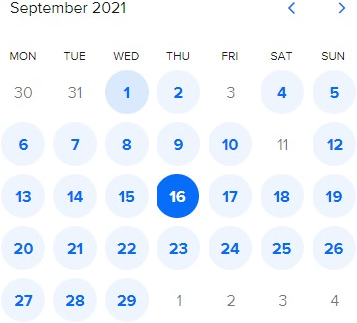 September 2021
MON TUE WED THU FRI SAT SUN
30 31 1 2 3 4 5
6 7 8 9 10 11 12
13 14 15 16 17 18 19
20 21 22 23 24 25 26
27 28 29 1 2 3 4